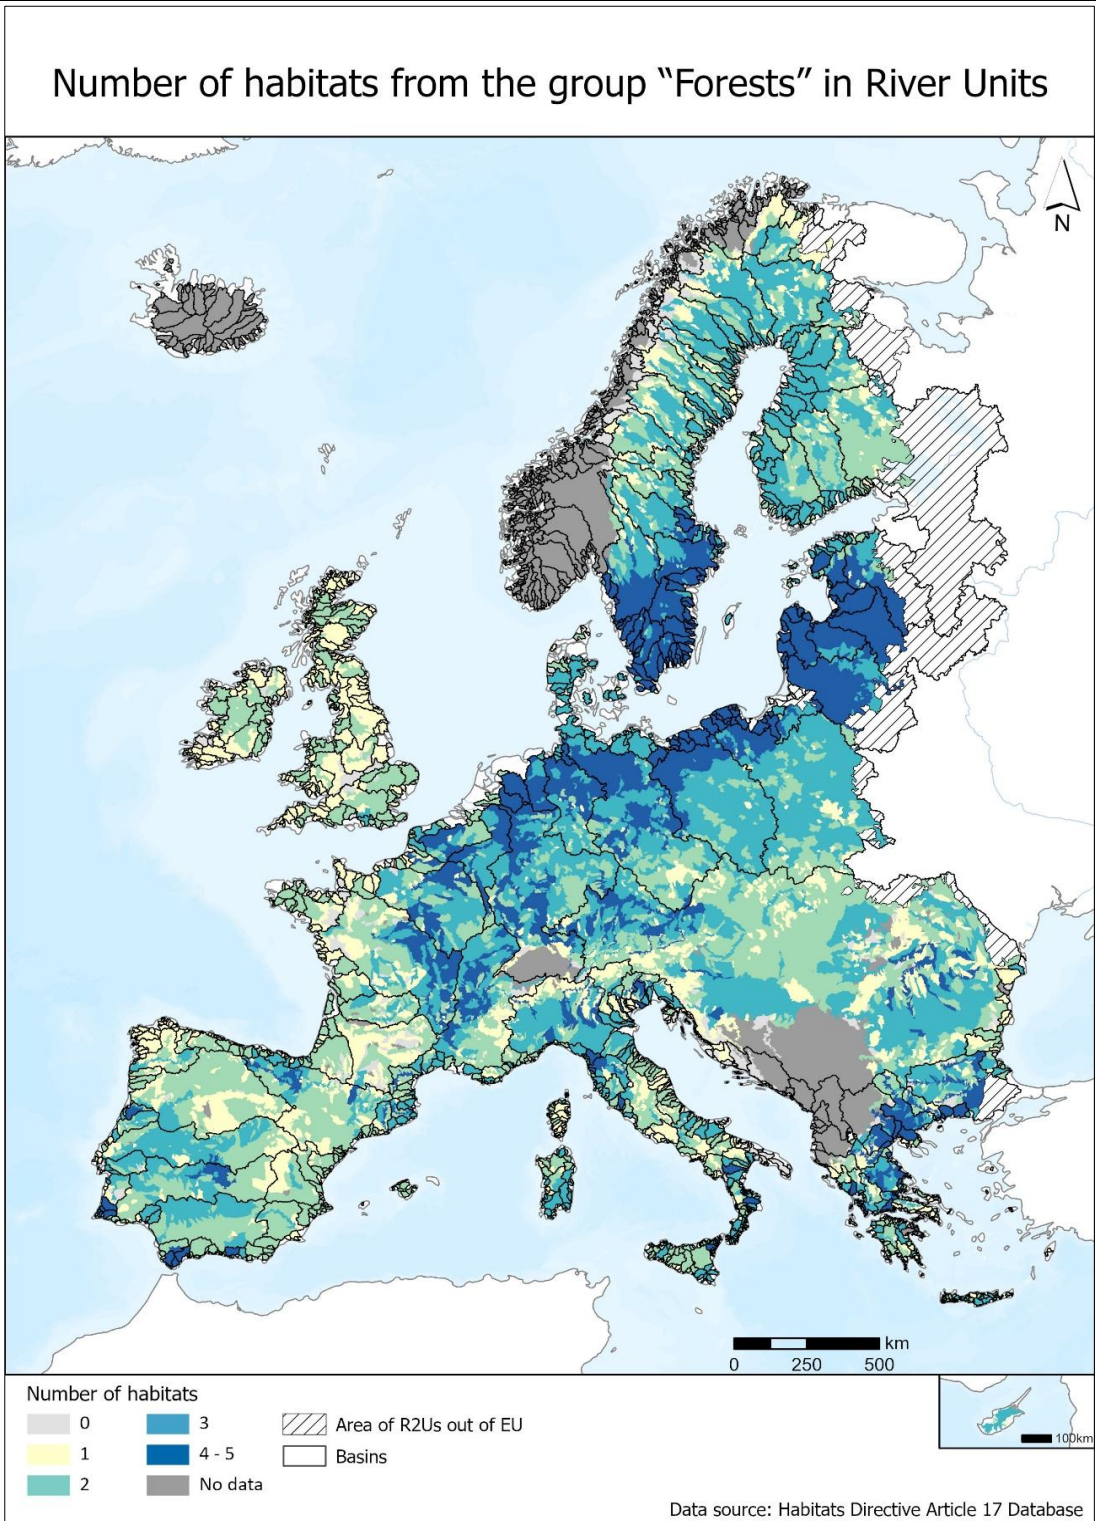 Number of habitats from the group “Forests” in River Units
N
km
0 250 500
Number of habitats
0
1
2
3
4 - 5
No data
Area of R2Us out of EU
Basins
100km
Data source: Habitats Directive Article 17 Database